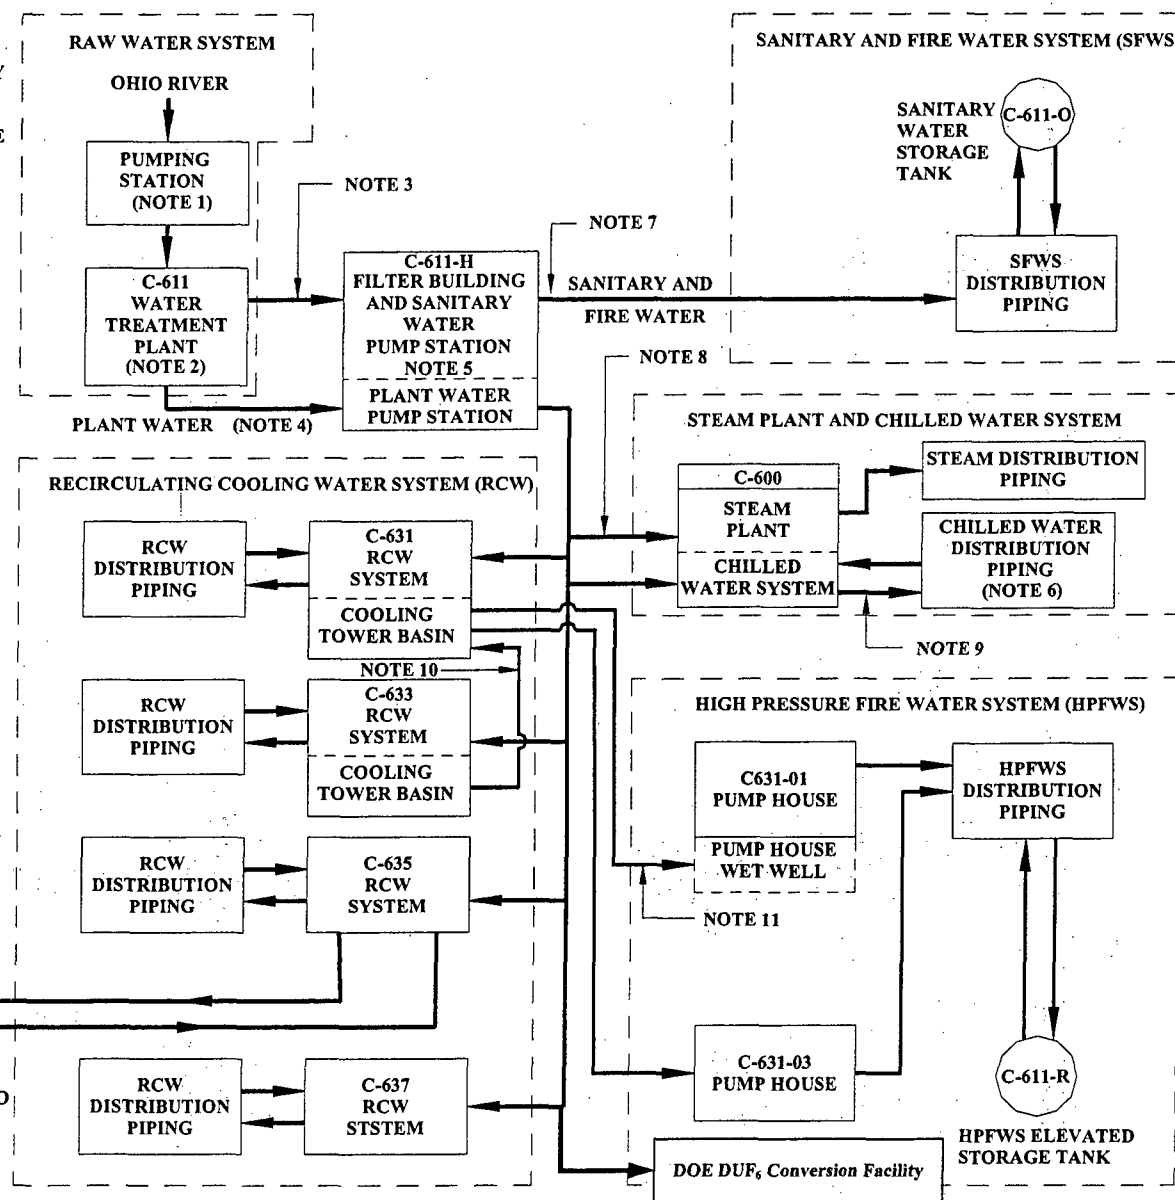 RAW WATER SYSTEM
OHIO RIVER
PUMPING
STATION
(NOTE 1)
C-611
WATER
TREATMENT
PLANT
(NOTE 2)
NOTE 3
PLANT WATER (NOTE 4)
C-611-H
FILTER BUILDING
AND SANITARY
WATER
PUMP STATION
NOTE 5
PLANT WATER
PUMP STATION
NOTE 7
SANITARY AND
FIRE WATER
SANITARY AND FIRE WATER SYSTEM (SFWS
SANITARY
WATER
STORAGE
TANK
C-611-O
SFWS
DISTRIBUTION
PIPING
NOTE 8
STEAM PLANT AND CHILLED WATER SYSTEM
C-600
STEAM
PLANT
CHILLED
WATER SYSTEM
STEAM DISTRIBUTION
PIPING
CHILLED WATER
DISTRIBUTION
PIPING
(NOTE 6)
NOTE 9
RECIRCULATING COOLING WATER SYSTEM (RCW)
RCW
DISTRIBUTION
PIPING
C-631
RCW
SYSTEM
COOLING
TOWER BASIN
NOTE 10
RCW
DISTRIBUTION
PIPING
C-633
RCW
SYSTEM
COOLING
TOWER BASIN
RCW
DISTRIBUTION
PIPING
C-635
RCW
SYSTEM
RCW
DISTRIBUTION
PIPING
C-637
RCW
STSTEM
HIGH PRESSURE FIRE WATER SYSTEM (HPFWS)
C631-01
PUMP HOUSE
PUMP HOUSE
WET WELL
NOTE 11
HPFWS
DISTRIBUTION
PIPING
C-631-03
PUMP HOUSE
C-611-R
HPFWS ELEVATED
STORAGE TANK
DOE DUF₆ Conversion Facility